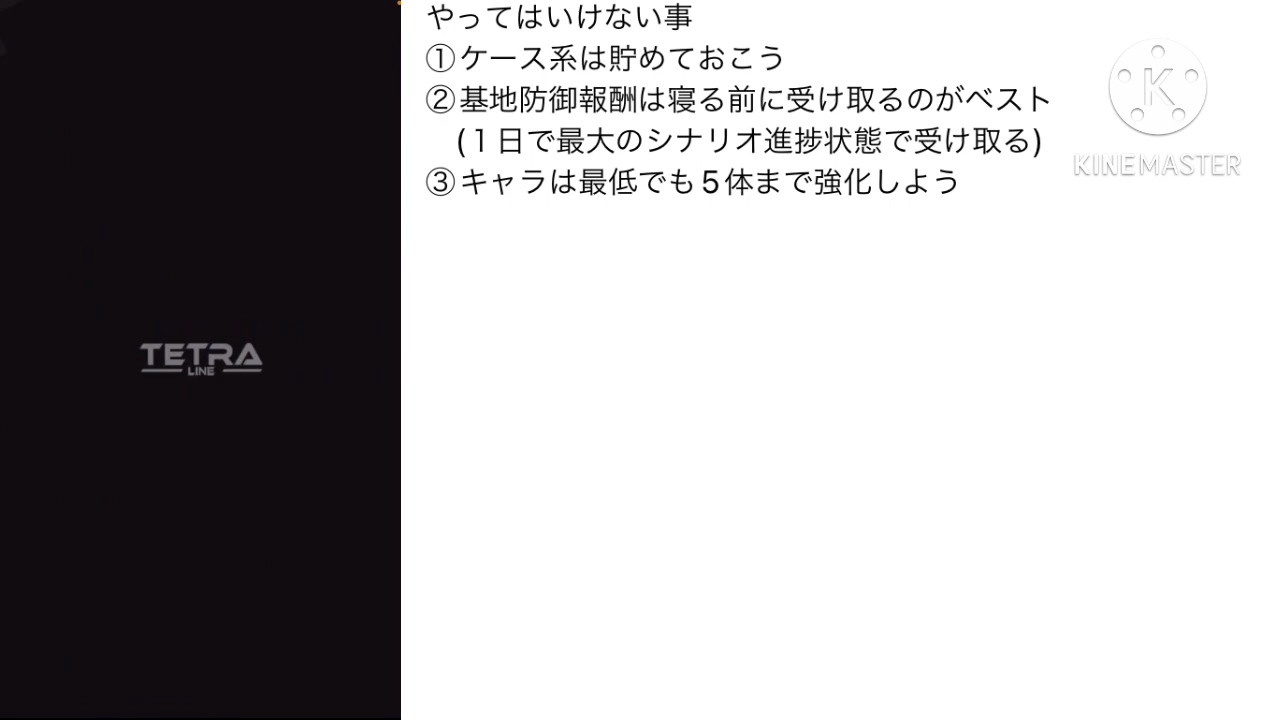 やってはいけない事
①ケース系は貯めておこう
②基地防御報酬は寝る前に受け取るのがベスト
(１日で最大のシナリオ進捗状態で受け取る)
③キャラは最低でも５体まで強化しよう
K
KINEMASTER
TETRA
LINE